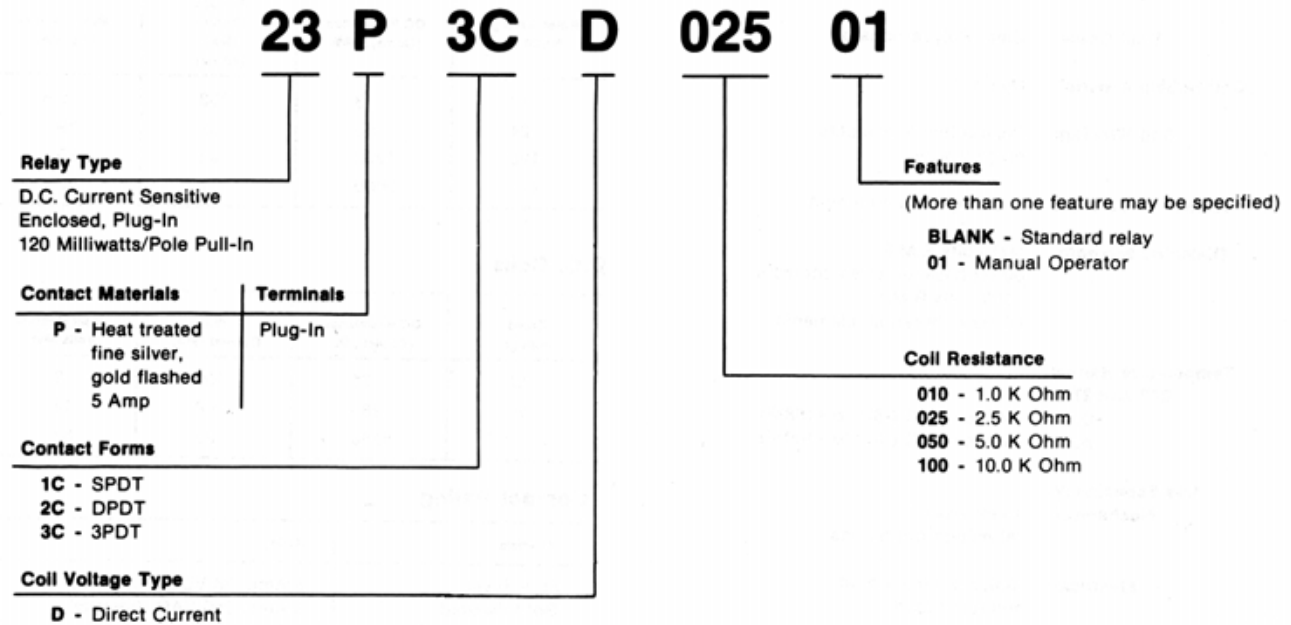 23 P 3C D 025 01
Relay Type
D.C. Current Sensitive
Enclosed, Plug-In
120 Milliwatts/Pole Pull-In
Contact Materials
P - Heat treated
fine silver,
gold flashed
5 Amp
Terminals
Plug-In
Contact Forms
1C - SPDT
2C - DPDT
3C - 3PDT
Coil Voltage Type
D - Direct Current
Features
(More than one feature may be specified)
BLANK - Standard relay
01 - Manual Operator
Coil Resistance
010 - 1.0 K Ohm
025 - 2.5 K Ohm
050 - 5.0 K Ohm
100 - 10.0 K Ohm